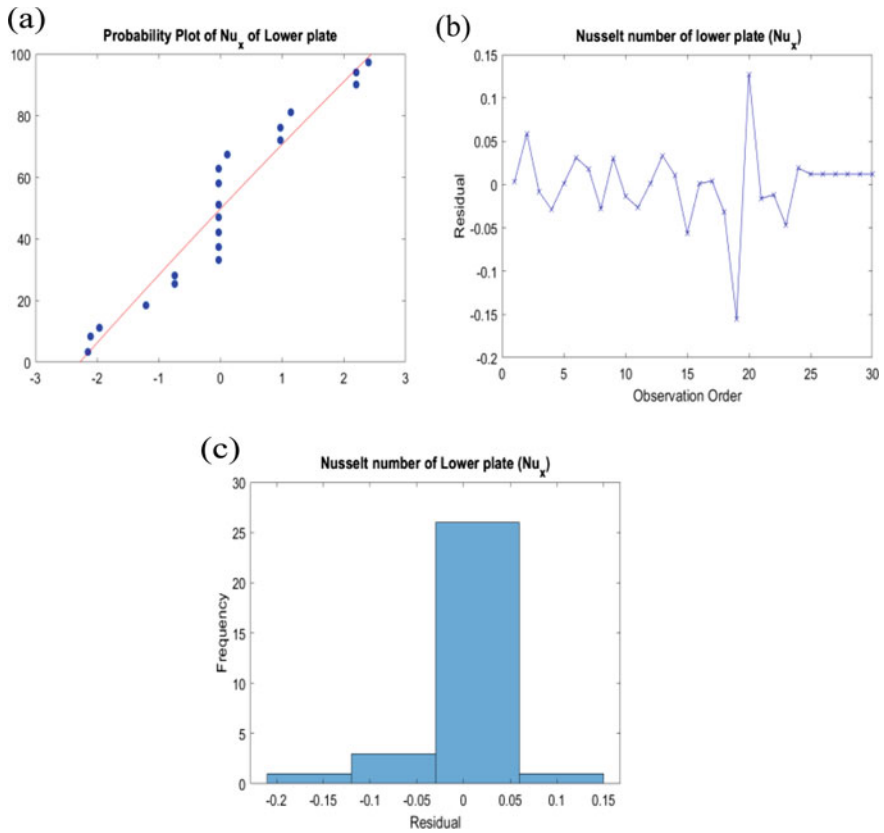 (a)
Probability Plot of Nux of Lower plate
100
80
60
40
20
0
-3 -2 -1 0 1 2 3
(b)
Nusselt number of lower plate (Nux)
0.15
0.1
0.05
0
-0.05
-0.1
-0.15
-0.2
Residual
0 5 10 15 20 25 30
Observation Order
(c)
Nusselt number of Lower plate (Nux)
30
25
20
15
10
5
0
Frequency
-0.2 -0.15 -0.1 -0.05 0 0.05 0.1 0.15
Residual